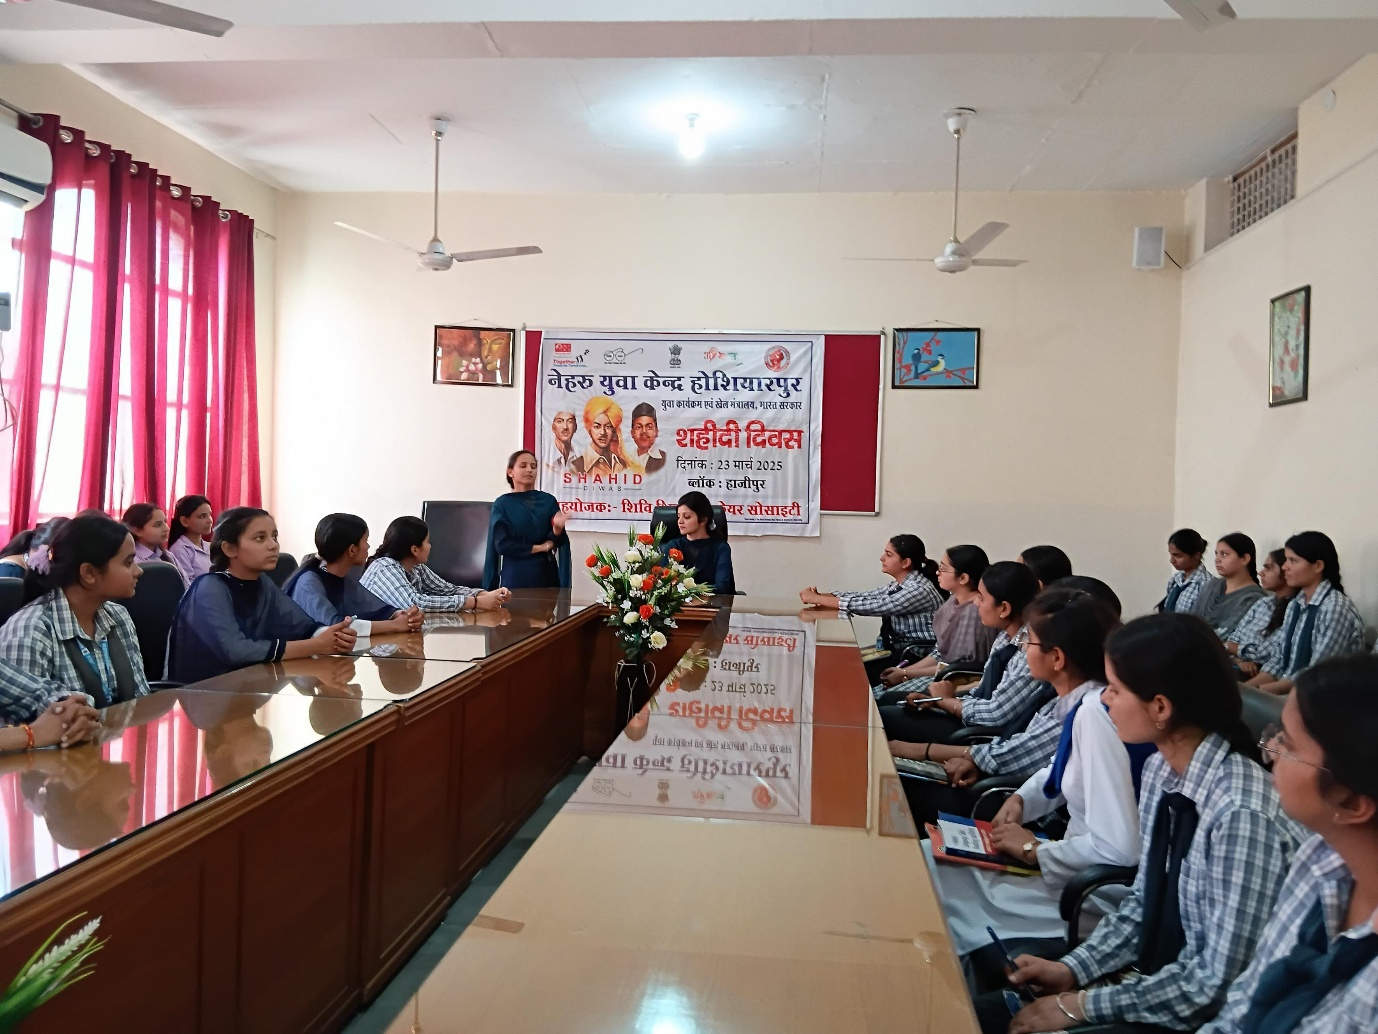 नेहरु युवा केन्द्र होशियारपुर
युवा कार्यक्रम एवं खेल मंत्रालय, भारत सरकार
शहीदी दिवस
दिनांक : 23 मार्च 2025
ब्लॉक : हाजीपुर
SHAHID
DIWAS
:- शिवि सोसाइटी